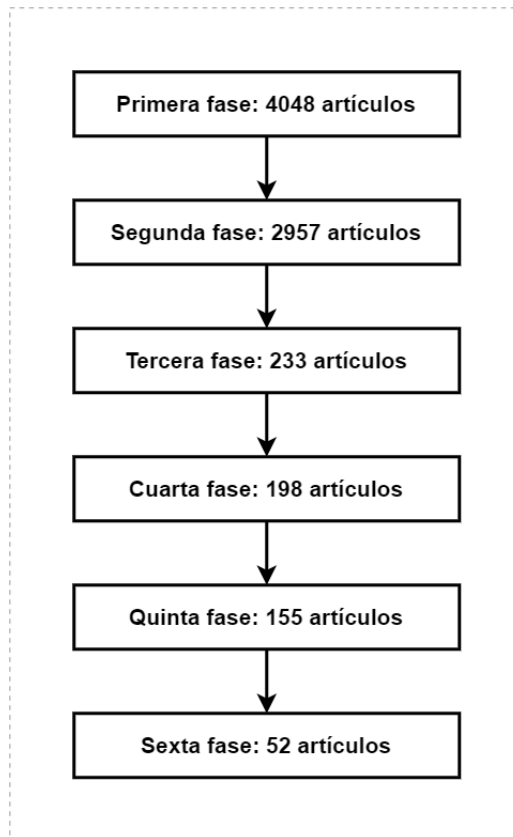 Primera fase: 4048 artículos
Segunda fase: 2957 artículos
Tercera fase: 233 artículos
Cuarta fase: 198 artículos
Quinta fase: 155 artículos
Sexta fase: 52 artículos